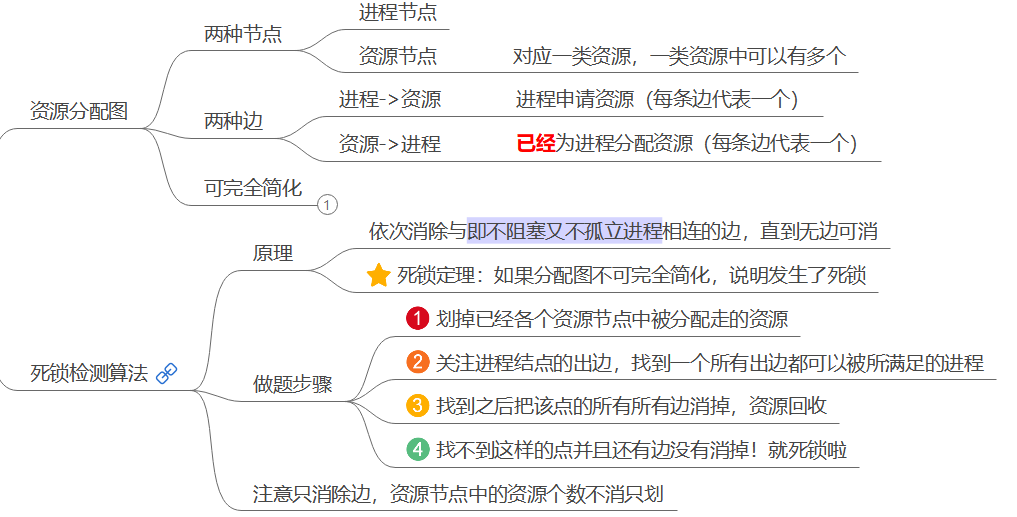 资源分配图
两种节点
进程节点
资源节点
对应一类资源，一类资源中可以有多个
两种边
进程->资源
进程申请资源（每条边代表一个）
资源->进程
已经为进程分配资源（每条边代表一个）
可完全简化
1
死锁检测算法
原理
依次消除与即不阻塞又不孤立进程相连的边，直到无边可消
死锁定理：如果分配图不可完全简化，说明发生了死锁
做题步骤
1 划掉已经各个资源节点中被分配走的资源
2 关注进程结点的出边，找到一个所有出边都可以被所满足的进程
3 找到之后把该点的所有所有边消掉，资源回收
4 找不到这样的点并且还有边没有消掉！就死锁啦
注意只消除边，资源节点中的资源个数不消只划